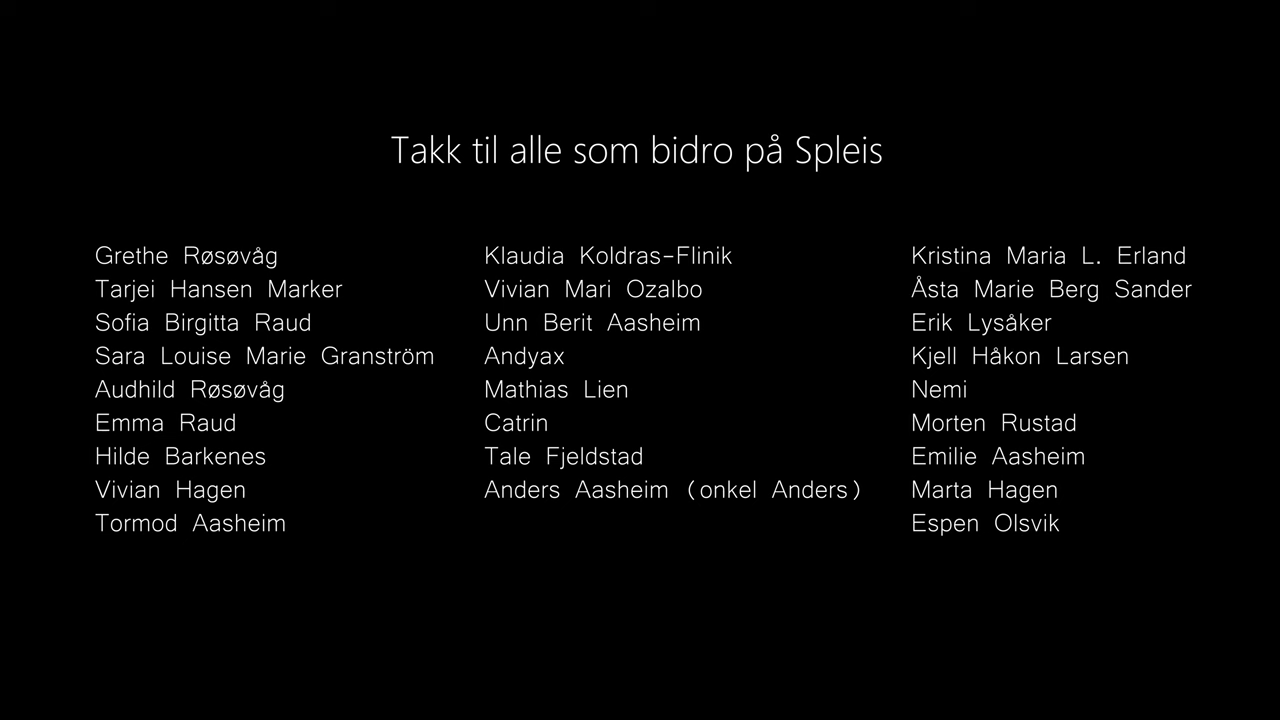 Takk til alle som bidro på Spleis
Grethe Røsøvåg
Tarjei Hansen Marker
Sofia Birgitta Raud
Sara Louise Marie Granström
Audhild Røsøvåg
Emma Raud
Hilde Barkenes
Vivian Hagen
Tormod Aasheim
Klaudia Koldras-Flinik
Vivian Mari Ozalbo
Unn Berit Aasheim
Andyax
Mathias Lien
Catrin
Tale Fjeldstad
Anders Aasheim (onkel Anders)
Kristina Maria L. Erland
Åsta Marie Berg Sander
Erik Lysåker
Kjell Håkon Larsen
Nemi
Morten Rustad
Emilie Aasheim
Marta Hagen
Espen Olsvik